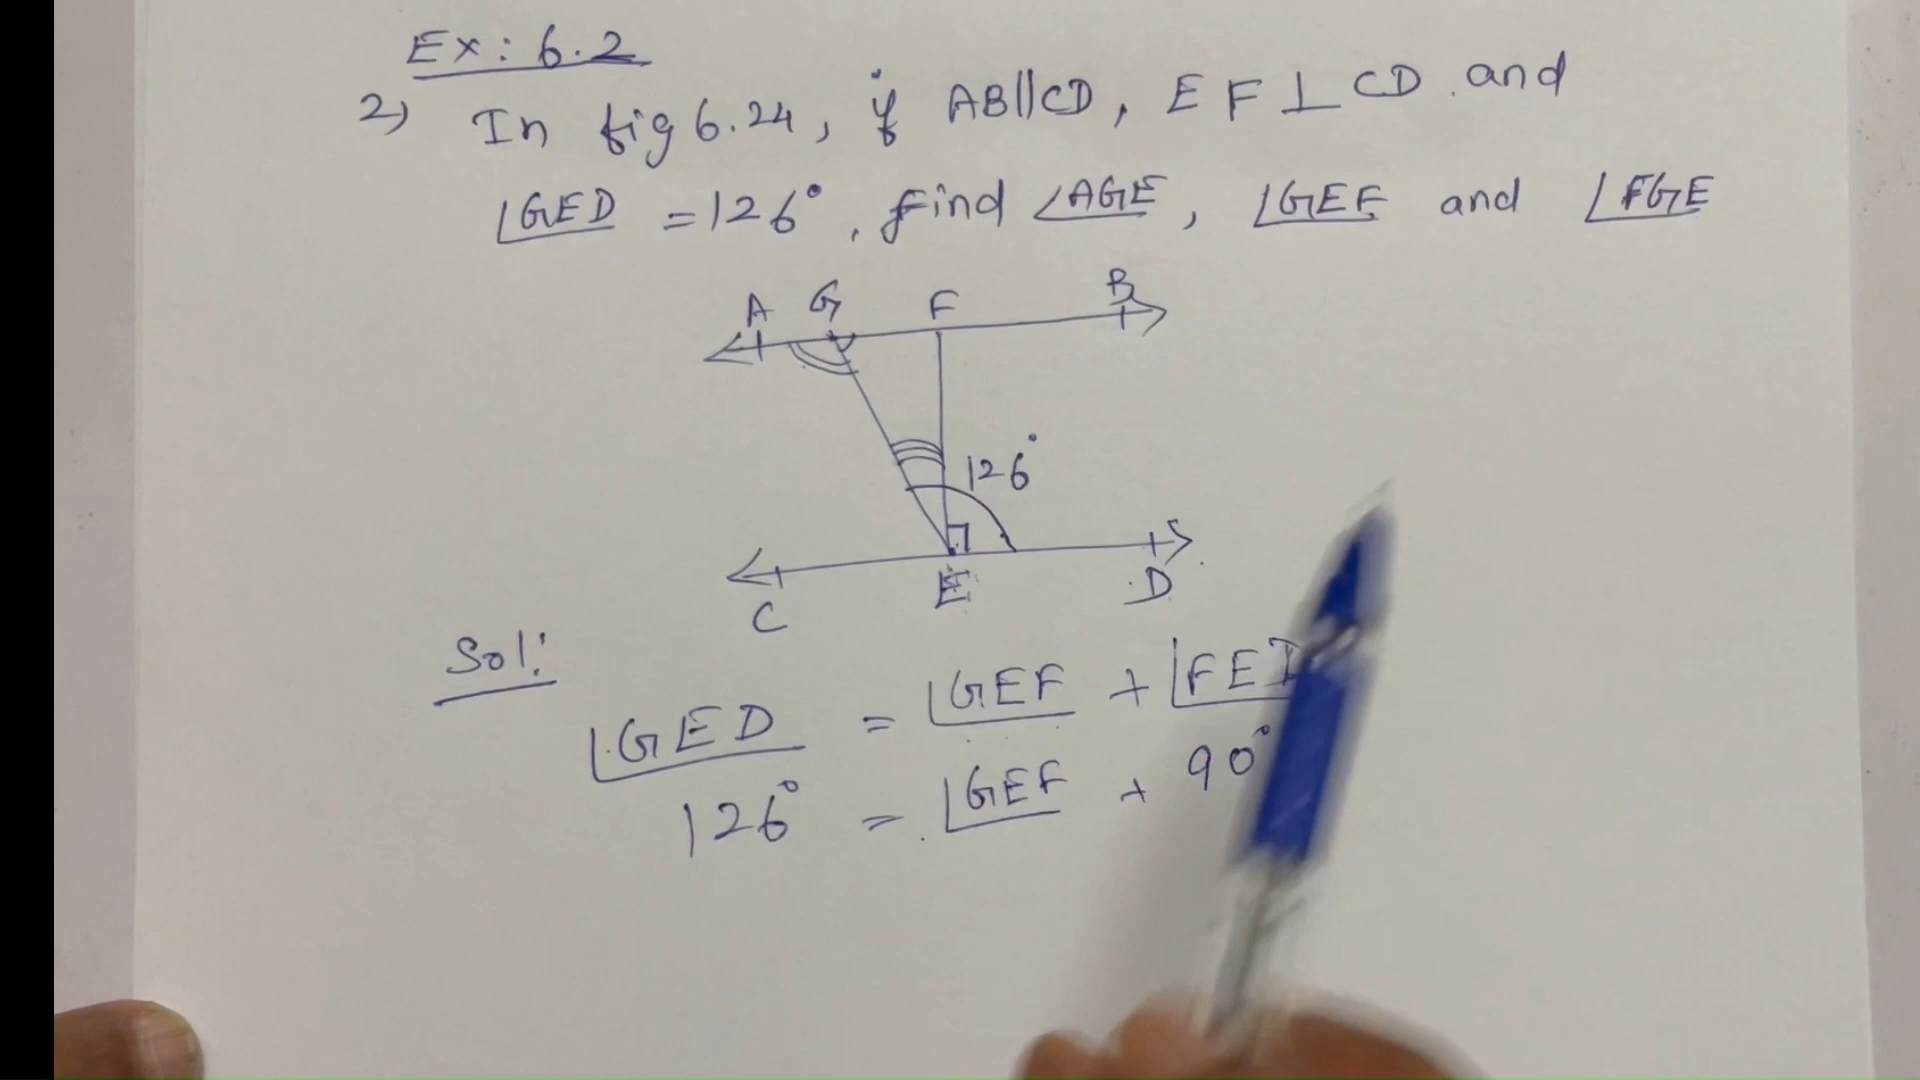 Ex: 6.2
2) In fig 6.24, if AB||CD, EF⊥CD and
∠GED = 126°, find ∠AGE, ∠GEF and ∠FGE
A G F B
126°
C E D
Sol:
∠GED = ∠GEF + ∠FED
126° = ∠GEF + 90°